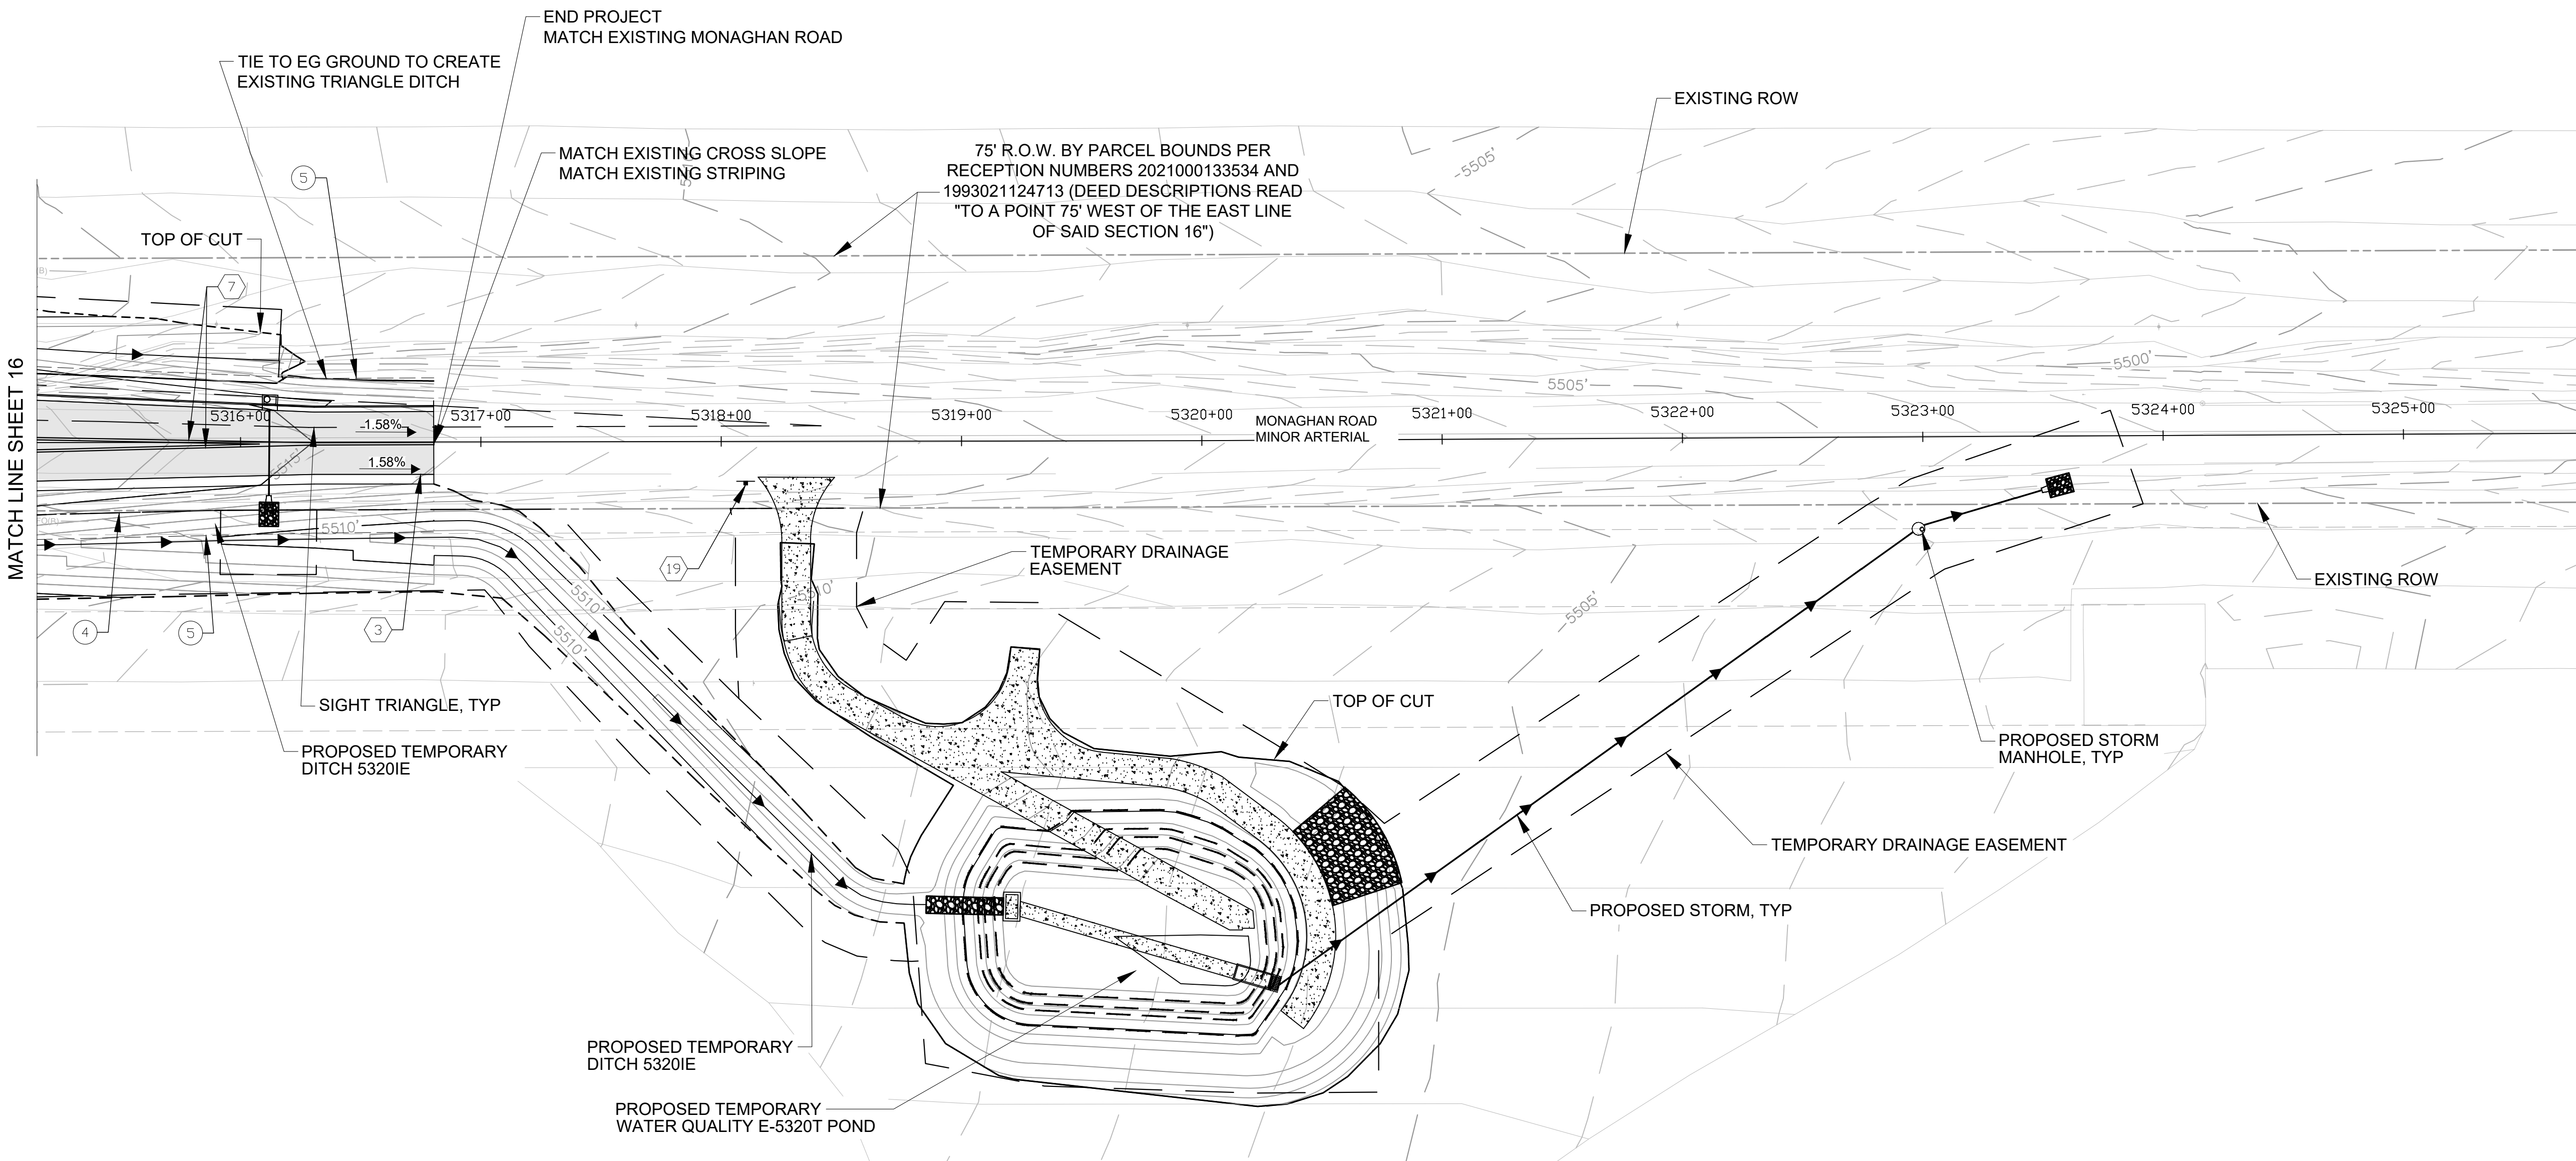 END PROJECT
MATCH EXISTING MONAGHAN ROAD
TIE TO EG GROUND TO CREATE
EXISTING TRIANGLE DITCH
EXISTING ROW
MATCH EXISTING CROSS SLOPE
MATCH EXISTING STRIPING
75' R.O.W. BY PARCEL BOUNDS PER
RECEPTION NUMBERS 2021000133534 AND
1993021124713 (DEED DESCRIPTIONS READ
"TO A POINT 75' WEST OF THE EAST LINE
OF SAID SECTION 16")
5505'
5
TOP OF CUT
7
MATCH LINE SHEET 16
5500'
5505'
5316+00
5317+00
5318+00
5319+00
5320+00
5321+00
5322+00
5323+00
5324+00
5325+00
MONAGHAN ROAD
MINOR ARTERIAL
-1.58%
1.58%
5515'
5510'
19
TEMPORARY DRAINAGE
EASEMENT
EXISTING ROW
5510'
5510'
5510'
5505'
4
5
3
SIGHT TRIANGLE, TYP
TOP OF CUT
PROPOSED TEMPORARY
DITCH 5320IE
PROPOSED STORM
MANHOLE, TYP
TEMPORARY DRAINAGE EASEMENT
PROPOSED STORM, TYP
PROPOSED TEMPORARY
DITCH 5320IE
PROPOSED TEMPORARY
WATER QUALITY E-5320T POND